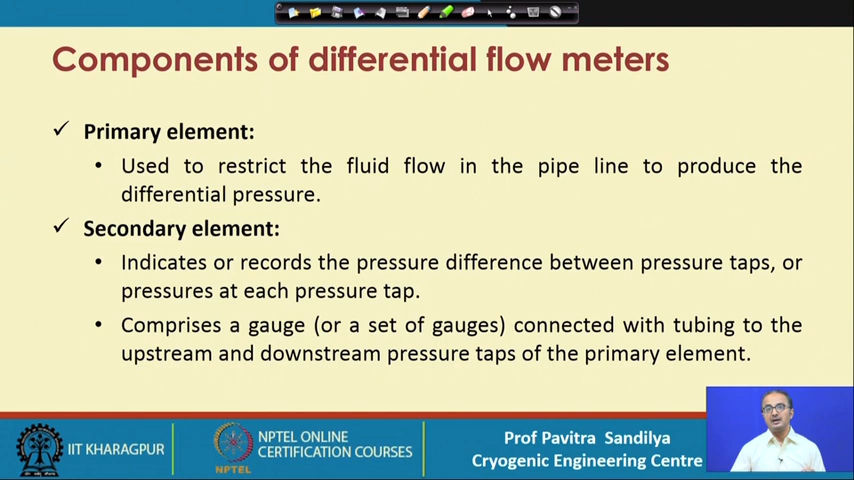 Components of differential flow meters
✓ Primary element:
• Used to restrict the fluid flow in the pipe line to produce the
differential pressure.
✓ Secondary element:
• Indicates or records the pressure difference between pressure taps, or
pressures at each pressure tap.
• Comprises a gauge (or a set of gauges) connected with tubing to the
upstream and downstream pressure taps of the primary element.
IIT KHARAGPUR
NPTEL
NPTEL ONLINE
CERTIFICATION COURSES
Prof Pavitra Sandilya
Cryogenic Engineering Centre